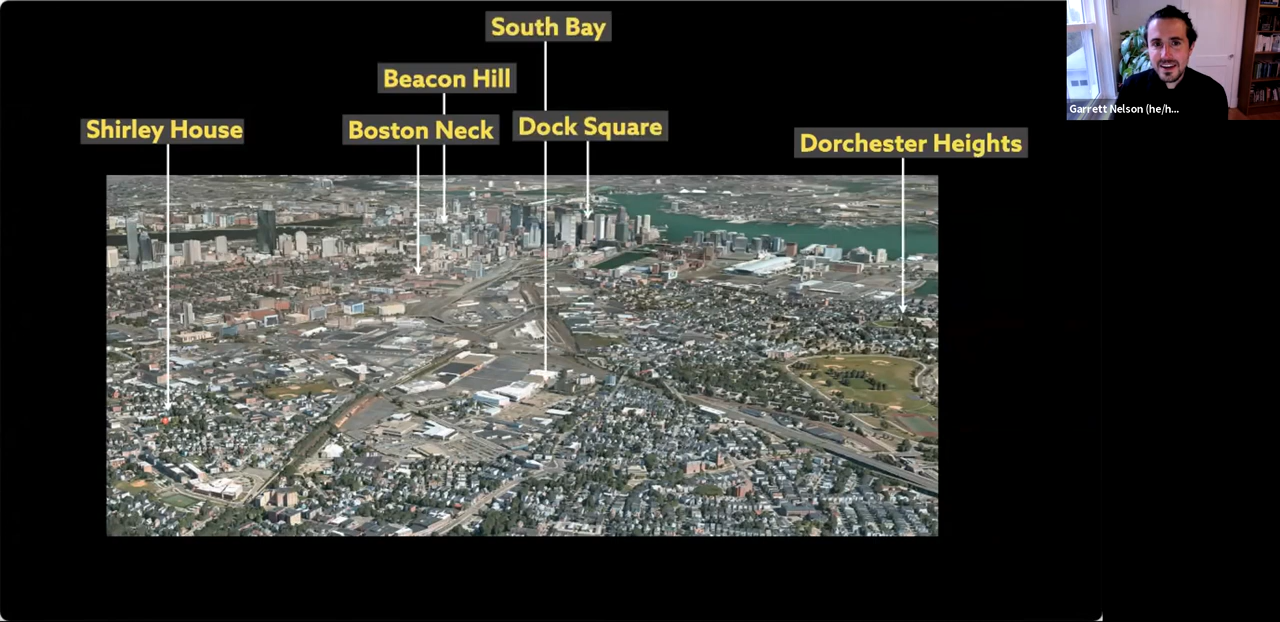 South Bay
Beacon Hill
Shirley House
Boston Neck
Dock Square
Dorchester Heights
Garrett Nelson (he/h...